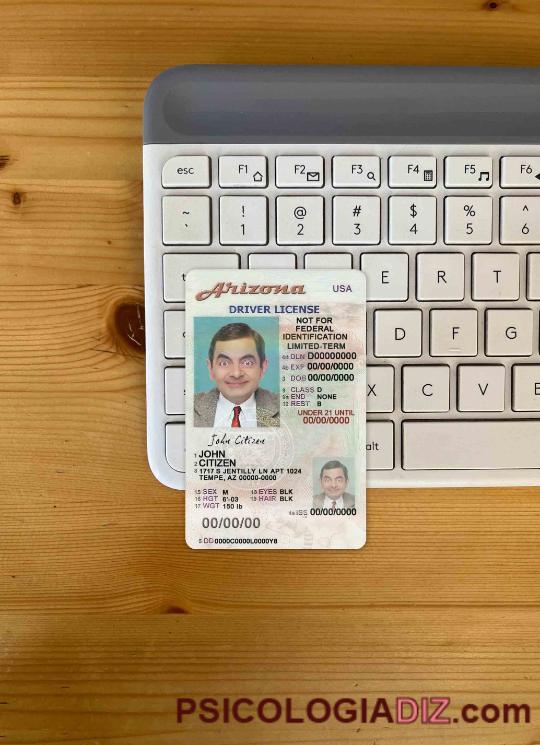 esc F1 F2 F3 F4 F5 F6
~ ! @ # $ % ^
` 1 2 3 4 5 6
E R T
D F G
X C V
alt
Arizona USA
DRIVER LICENSE
NOT FOR
FEDERAL
IDENTIFICATION
LIMITED-TERM
4d DLN D00000000
4b EXP 00/00/0000
3 DOB 00/00/0000
9 CLASS D
9a END NONE
12 REST B
UNDER 21 UNTIL
00/00/0000
John Citizen
1 JOHN
2 CITIZEN
8 1717 S JENTILLY LN APT 1024
TEMPE, AZ 00000-0000
15 SEX M 18 EYES BLK
16 HGT 6'-03 19 HAIR BLK
17 WGT 150 lb
4a ISS 00/00/0000
00/00/00
5 DD 0000C0000L0000Y8
PSICOLOGIADIZ.com